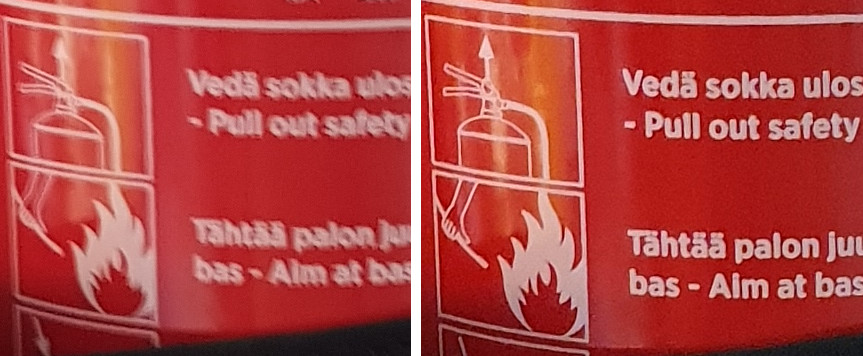 Vedä sokka ulos
- Pull out safety
Tähtää palon
bas - Aim at bas
Vedä sokka ulos
- Pull out safety
Tähtää palon juu
bas - Aim at bas